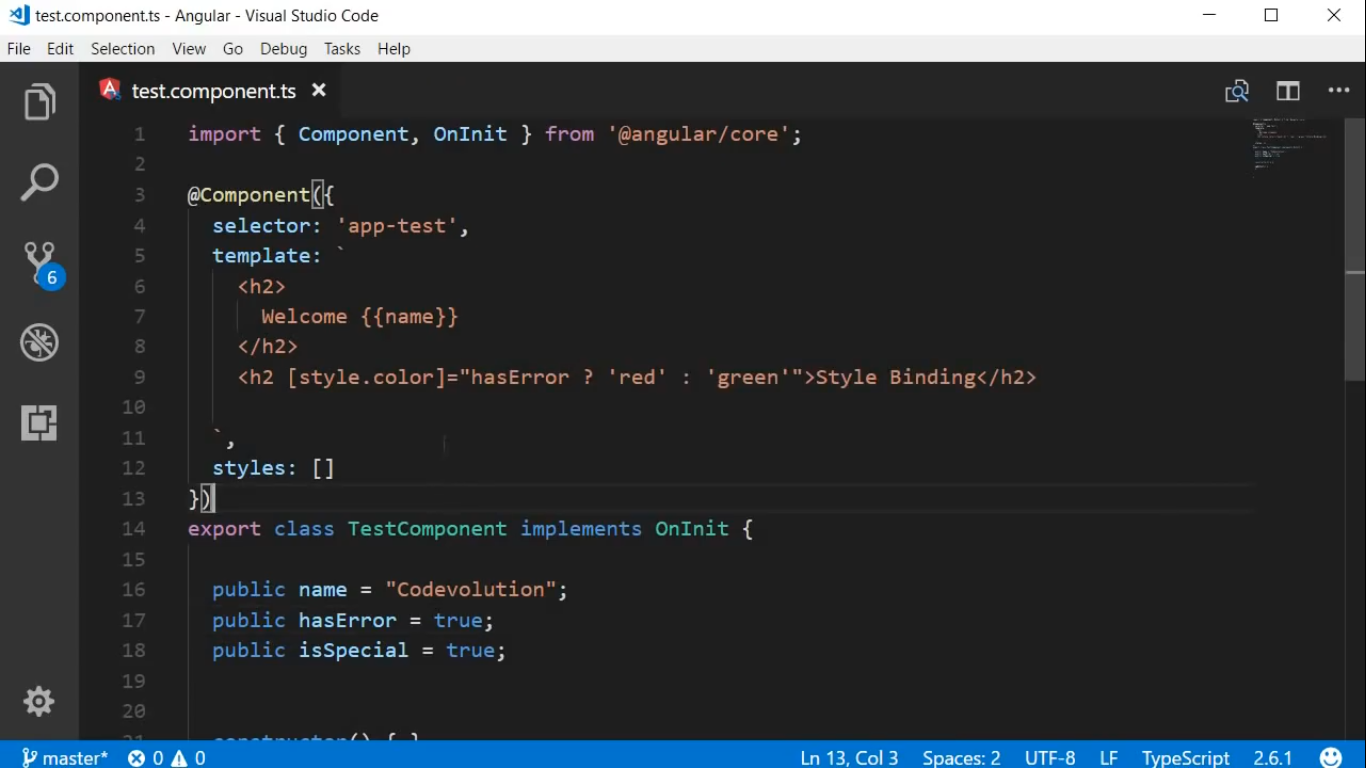 test.component.ts - Angular - Visual Studio Code
File Edit Selection View Go Debug Tasks Help
test.component.ts
1 import { Component, OnInit } from '@angular/core';
2
3 @Component({
4 selector: 'app-test',
5 template: `
6 <h2>
7 Welcome {{name}}
8 </h2>
9 <h2 [style.color]="hasError ? 'red' : 'green'">Style Binding</h2>
10
11 `,
12 styles: []
13 })
14 export class TestComponent implements OnInit {
15
16 public name = "Codevolution";
17 public hasError = true;
18 public isSpecial = true;
19
20
21 constructor() { }
6
master* 0 0 Ln 13, Col 3 Spaces: 2 UTF-8 LF TypeScript 2.6.1